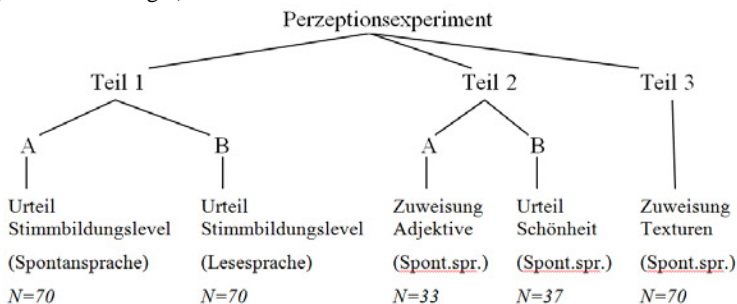 Perzeptionsexperiment
Teil 1 Teil 2 Teil 3
A B A B
Urteil Urteil Zuweisung Urteil Zuweisung
Stimmbildungslevel Stimmbildungslevel Adjektive Schönheit Texturen
(Spontansprache) (Lesesprache) (Spont.spr.) (Spont.spr.) (Spont.spr.)
N=70 N=70 N=33 N=37 N=70